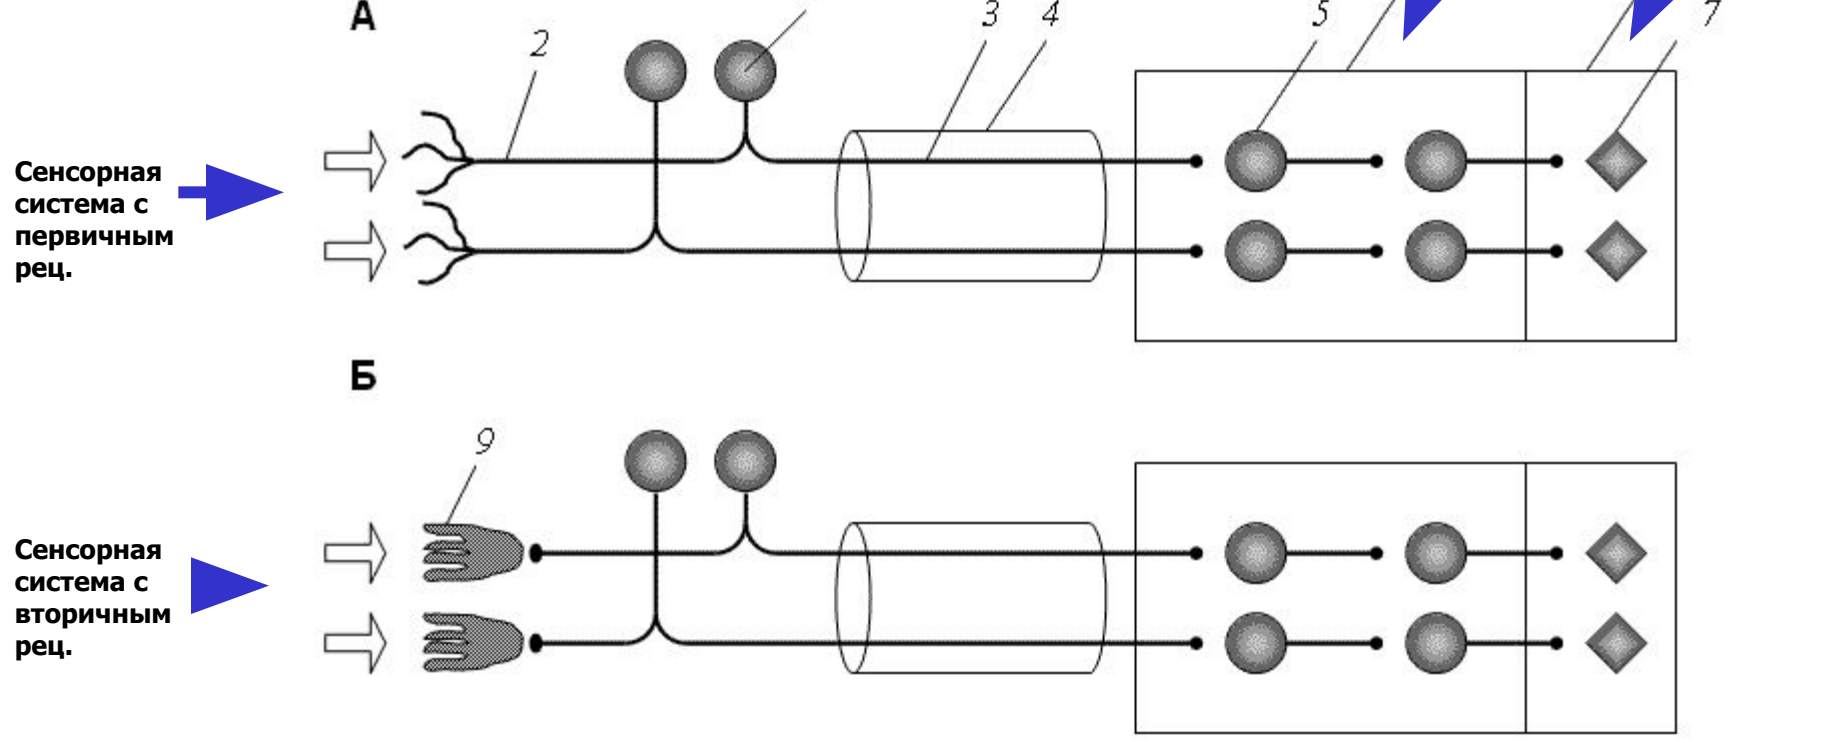 А
2
3
4
5
7
Сенсорная
система с
первичным
рец.
Б
9
Сенсорная
система с
вторичным
рец.